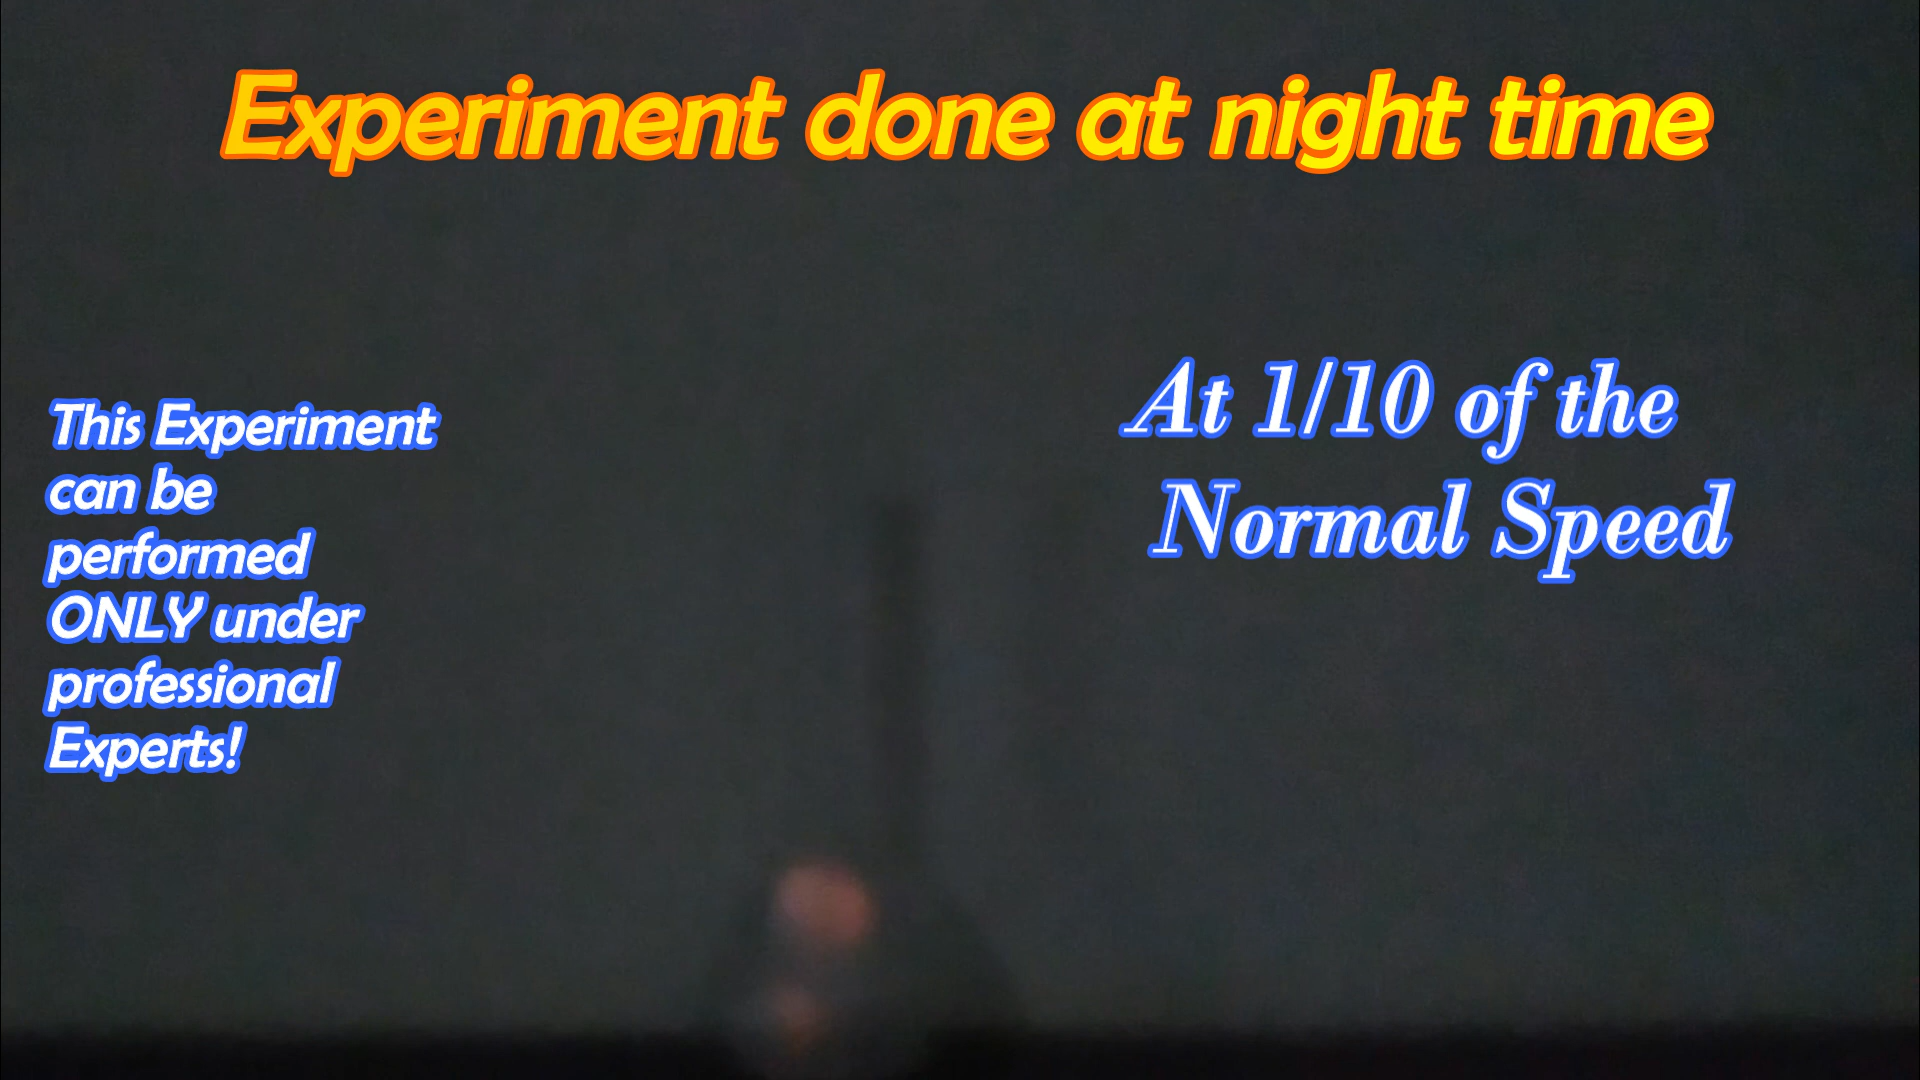 Experiment done at night time
This Experiment
can be
performed
ONLY under
professional
Experts!
At 1/10 of the
Normal Speed